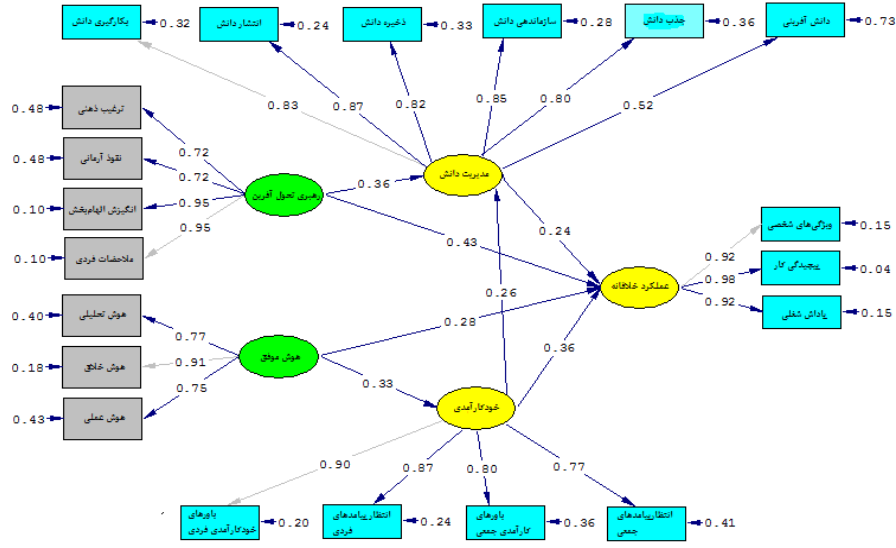 بکارگیری دانش
0.32
انتشار دانش
0.24
ذخیره دانش
0.33
سازماندهی دانش
0.28
جذب دانش
0.36
دانش آفرینی
0.73
0.83
0.87
0.82
0.85
0.80
0.52
0.48
ترغیب ذهنی
0.48
نفوذ آرمانی
0.10
انگیزش الهام‌بخش
0.10
ملاحضات فردی
0.72
0.72
0.95
0.95
رهبری تحول آفرین
0.36
مدیریت دانش
0.43
0.24
0.26
0.40
هوش تحلیلی
0.18
هوش خلاق
0.43
هوش عملی
0.77
0.91
0.75
هوش موفق
0.28
0.33
0.36
خودکارآمدی
عملکرد خلاقانه
0.92
0.98
0.92
ویژگی‌های شخصی
0.15
پیچیدگی کار
0.04
پاداش شغلی
0.15
0.90
0.87
0.80
0.77
باورهای
خودکارآمدی فردی
0.20
انتظارپیامدهای
فردی
0.24
باورهای
کارآمدی جمعی
0.36
انتظارپیامدهای
جمعی
0.41